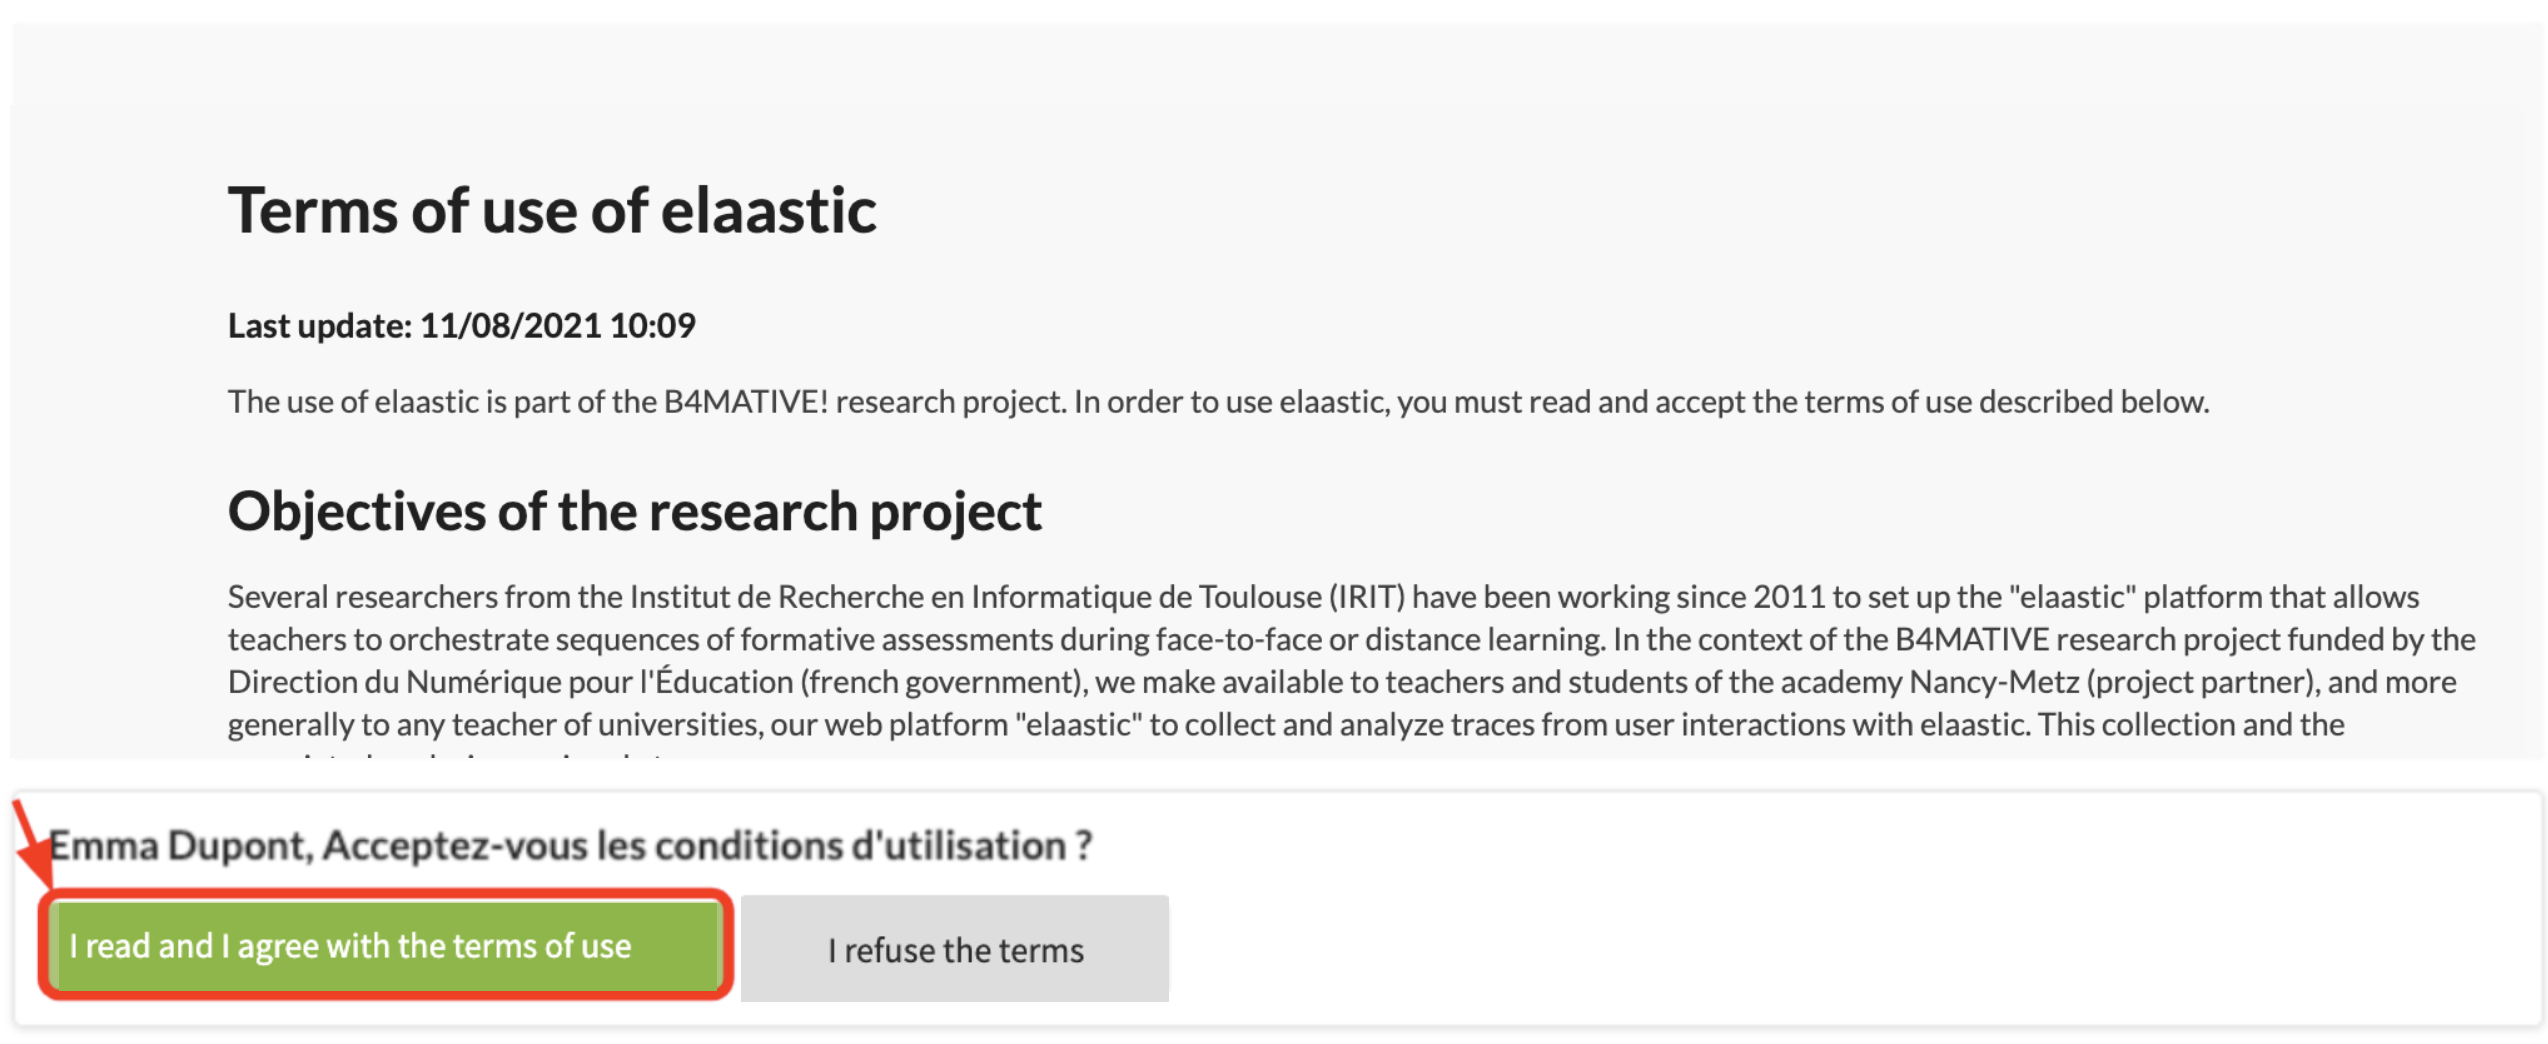 Terms of use of elaastic
Last update: 11/08/2021 10:09
The use of elaastic is part of the B4MATIVE! research project. In order to use elaastic, you must read and accept the terms of use described below.
Objectives of the research project
Several researchers from the Institut de Recherche en Informatique de Toulouse (IRIT) have been working since 2011 to set up the "elaastic" platform that allows
teachers to orchestrate sequences of formative assessments during face-to-face or distance learning. In the context of the B4MATIVE research project funded by the
Direction du Numérique pour l'Éducation (french government), we make available to teachers and students of the academy Nancy-Metz (project partner), and more
generally to any teacher of universities, our web platform "elaastic" to collect and analyze traces from user interactions with elaastic. This collection and the
Emma Dupont, Acceptez-vous les conditions d'utilisation ?
I read and I agree with the terms of use
I refuse the terms